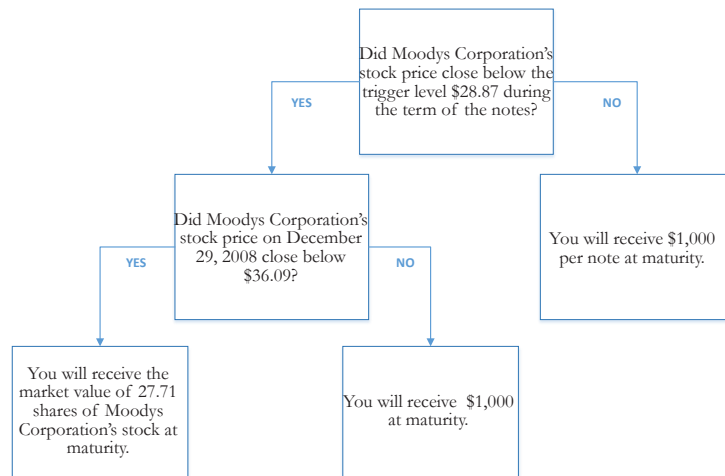 Did Moodys Corporation's
stock price close below the
trigger level $28.87 during
the term of the notes?
YES
NO
Did Moodys Corporation's
stock price on December
29, 2008 close below
$36.09?
You will receive $1,000
per note at maturity.
YES
NO
You will receive the
market value of 27.71
shares of Moodys
Corporation's stock at
maturity.
You will receive $1,000
at maturity.